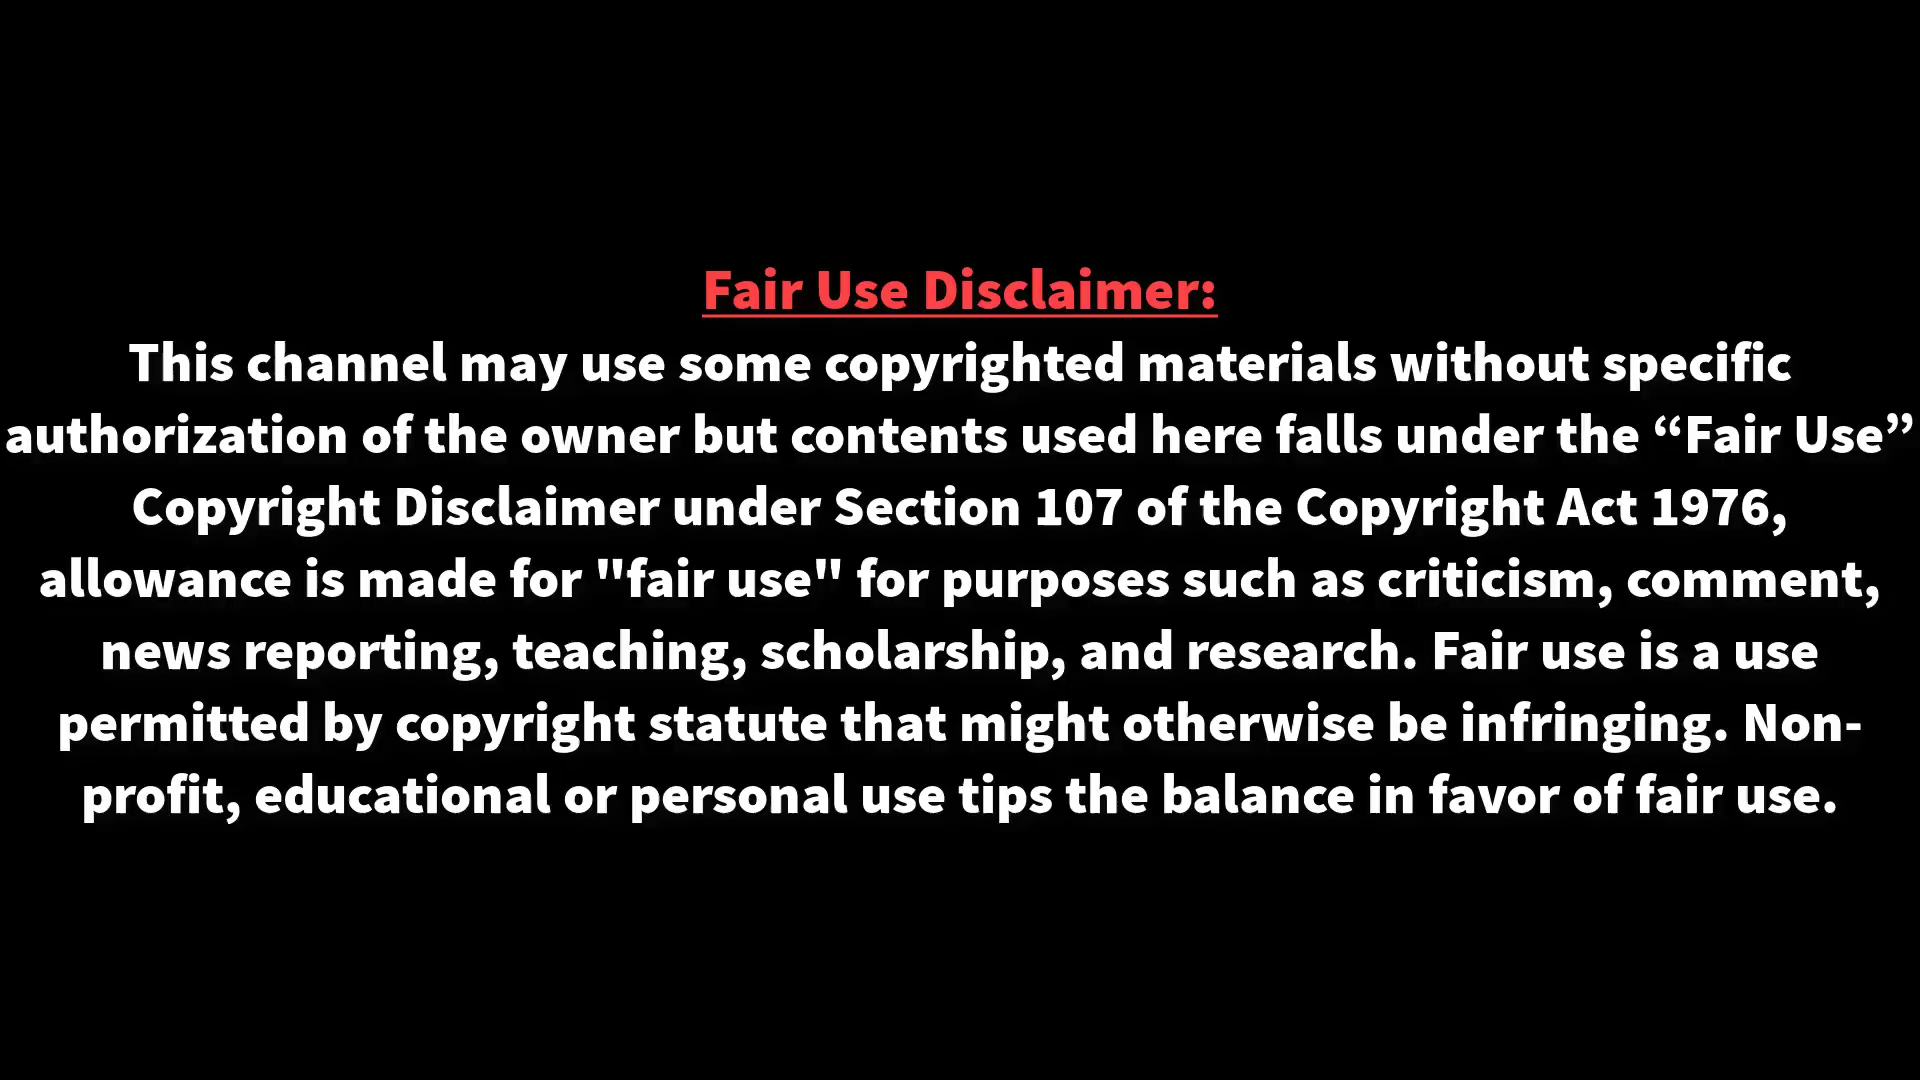 Fair Use Disclaimer:
This channel may use some copyrighted materials without specific
authorization of the owner but contents used here falls under the “Fair Use”
Copyright Disclaimer under Section 107 of the Copyright Act 1976,
allowance is made for "fair use" for purposes such as criticism, comment,
news reporting, teaching, scholarship, and research. Fair use is a use
permitted by copyright statute that might otherwise be infringing. Non-
profit, educational or personal use tips the balance in favor of fair use.